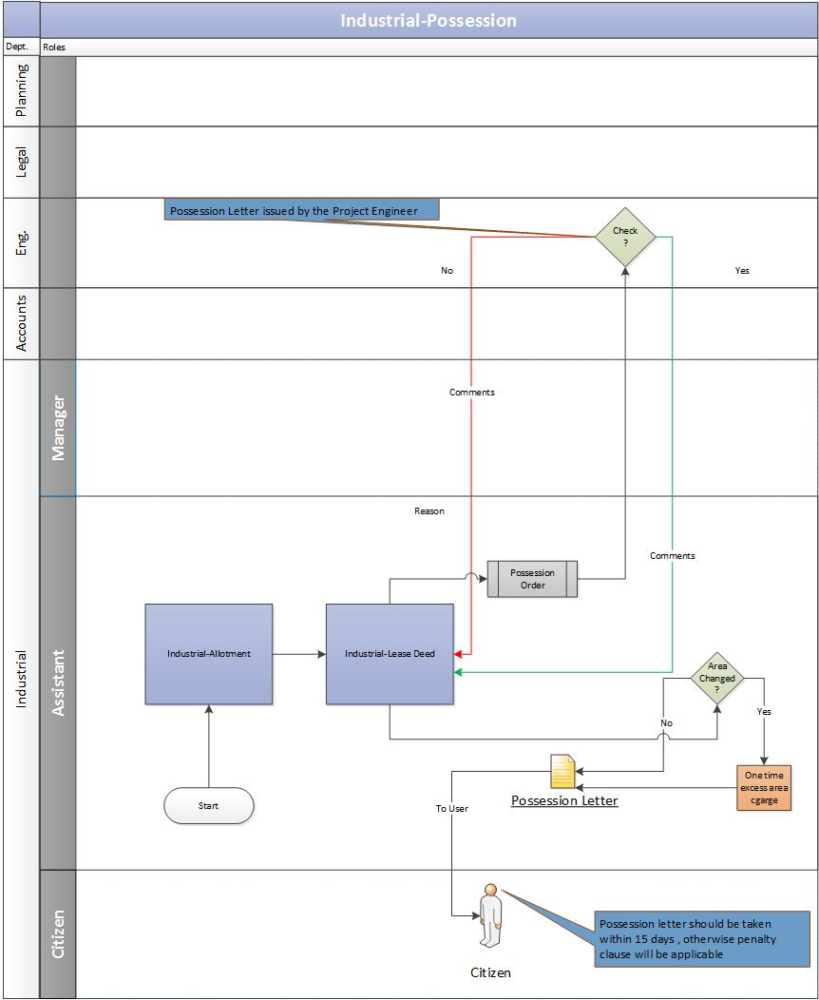 Industrial-Possession
Dept.
Roles
Planning
Legal
Eng.
Possession Letter issued by the Project Engineer
Check
?
No
Yes
Accounts
Industrial
Manager
Comments
Assistant
Reason
Comments
Possession
Order
Industrial-Allotment
Industrial-Lease Deed
Area
Changed
?
Yes
No
One time
excess area
cgarge
Possession Letter
Start
To User
Citizen
Possession letter should be taken
within 15 days , otherwise penalty
clause will be applicable
Citizen